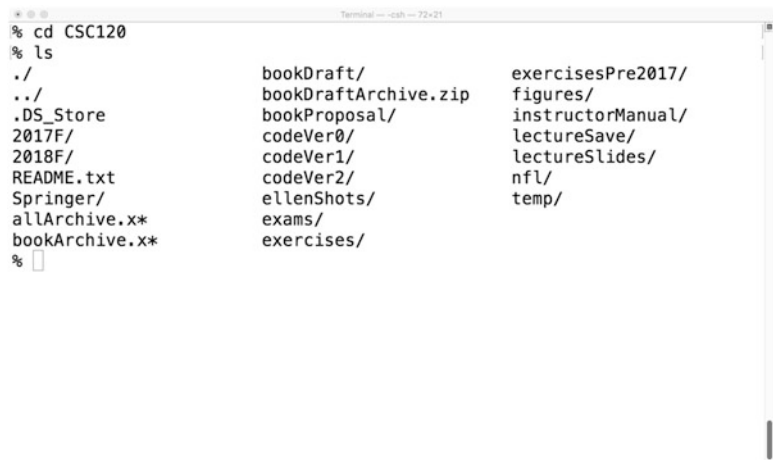 Terminal — -csh — 72×21
% cd CSC120
% ls
./ bookDraft/ exercisesPre2017/
../ bookDraftArchive.zip figures/
.DS_Store bookProposal/ instructorManual/
2017F/ codeVer0/ lectureSave/
2018F/ codeVer1/ lectureSlides/
README.txt codeVer2/ nfl/
Springer/ ellenShots/ temp/
allArchive.x* exams/
bookArchive.x* exercises/
%